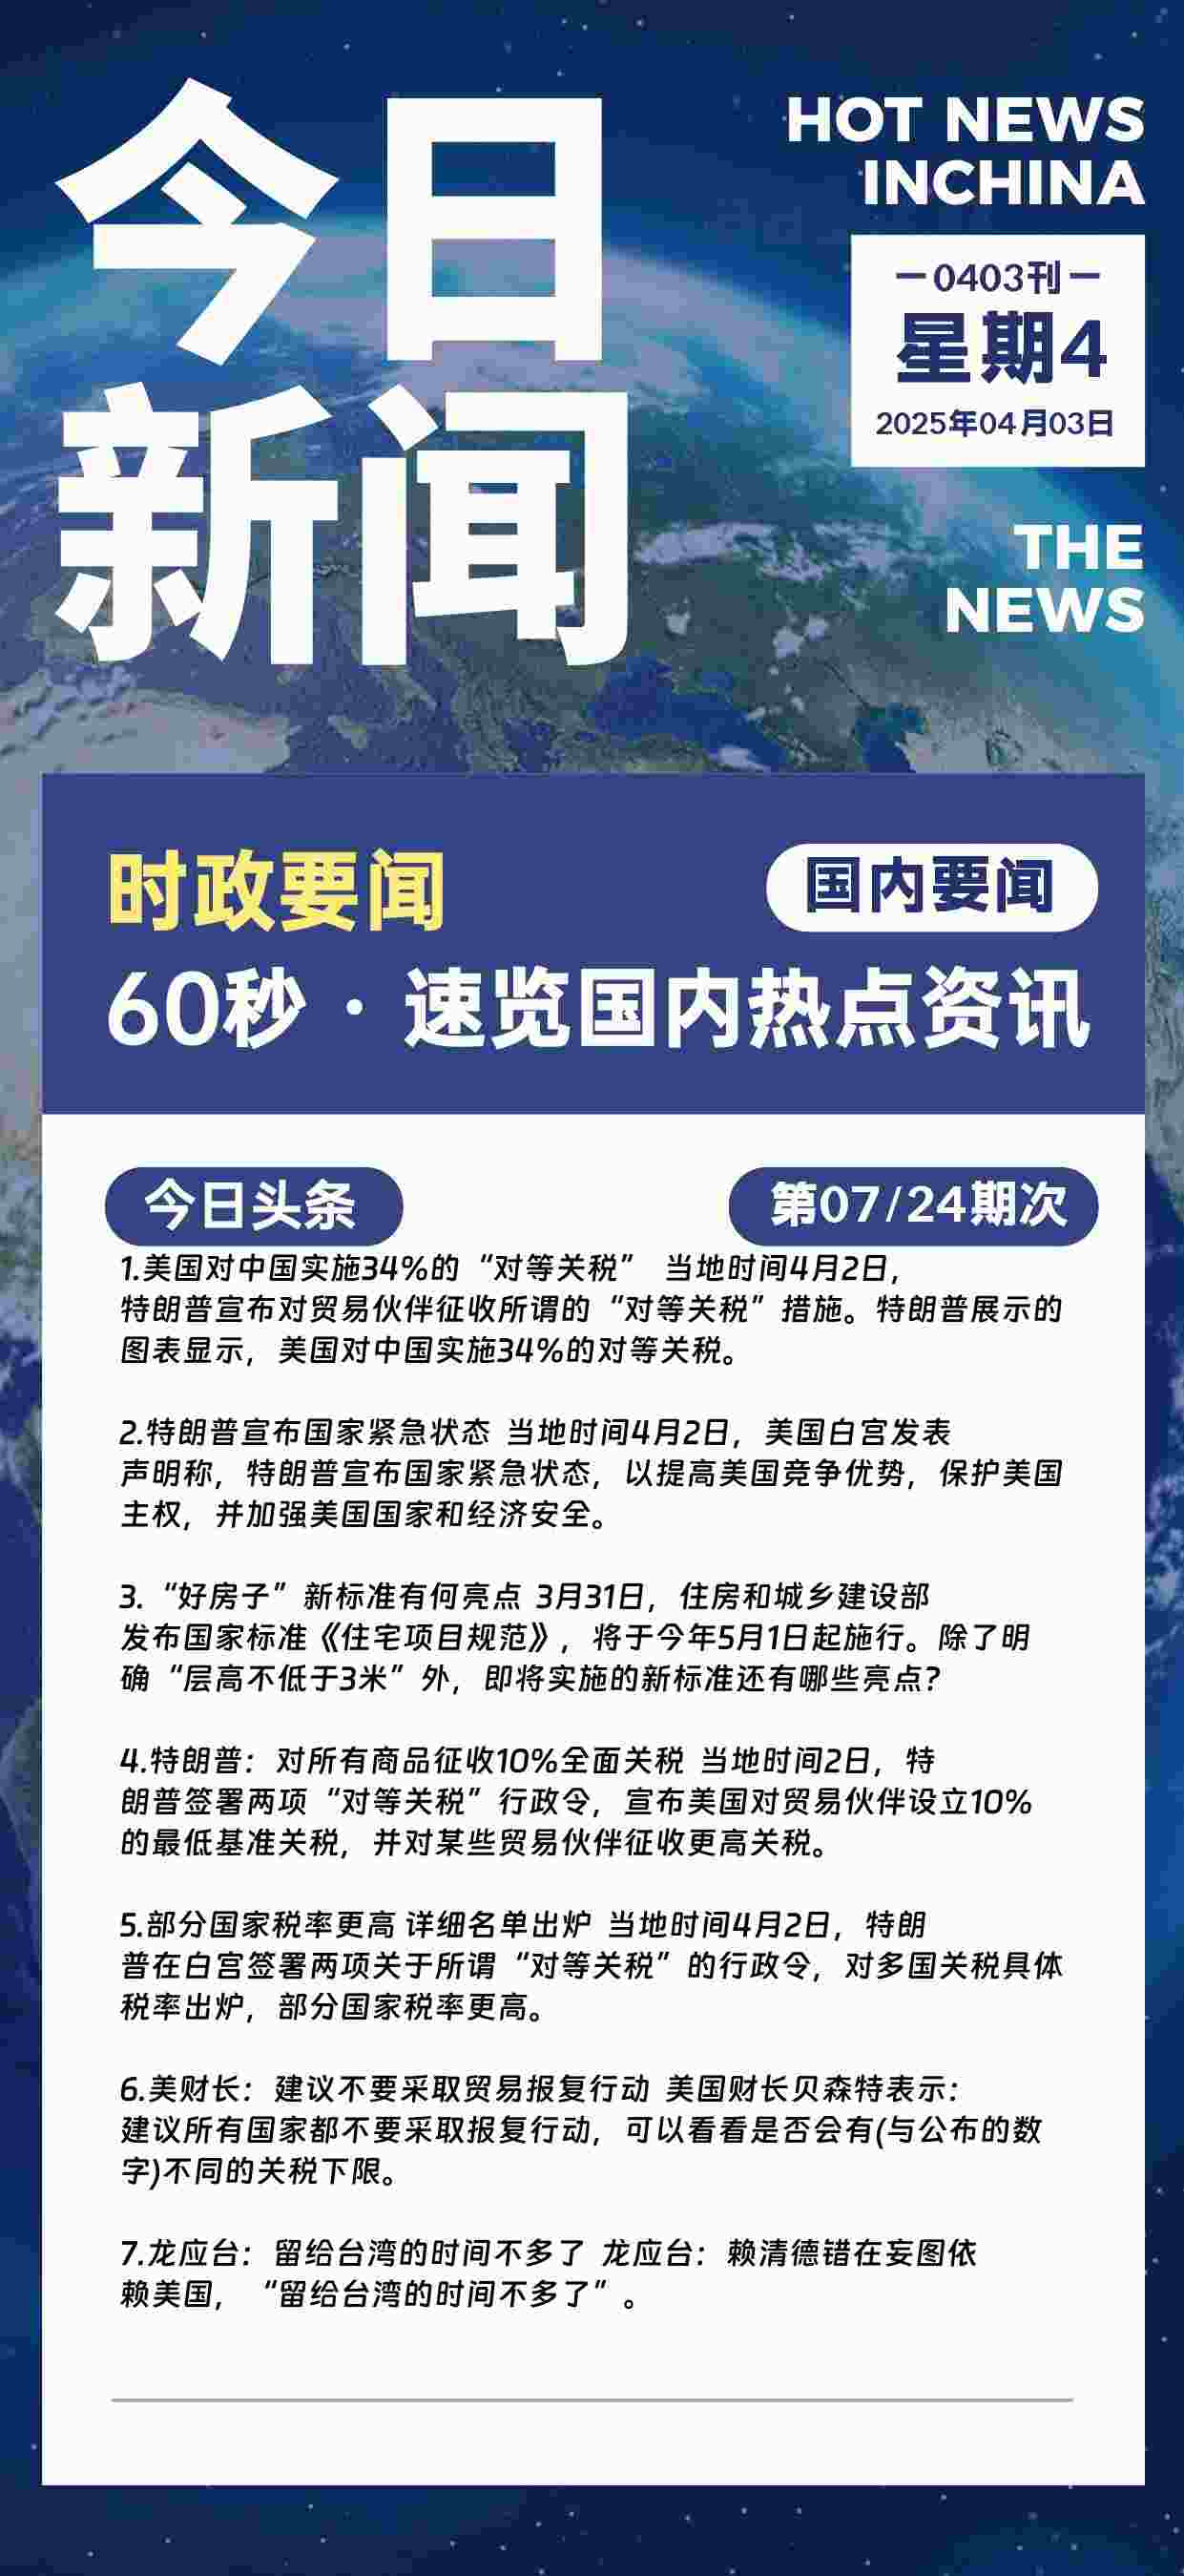 今日
新闻
HOT NEWS
INCHINA
－0403刊－
星期4
2025年04月03日
THE
NEWS
时政要闻
国内要闻
60秒·速览国内热点资讯
今日头条
第07/24期次
1.美国对中国实施34%的“对等关税” 当地时间4月2日，
特朗普宣布对贸易伙伴征收所谓的“对等关税”措施。特朗普展示的
图表显示，美国对中国实施34%的对等关税。
2.特朗普宣布国家紧急状态 当地时间4月2日，美国白宫发表
声明称，特朗普宣布国家紧急状态，以提高美国竞争优势，保护美国
主权，并加强美国国家和经济安全。
3.“好房子”新标准有何亮点 3月31日，住房和城乡建设部
发布国家标准《住宅项目规范》，将于今年5月1日起施行。除了明
确“层高不低于3米”外，即将实施的新标准还有哪些亮点？
4.特朗普：对所有商品征收10%全面关税 当地时间2日，特
朗普签署两项“对等关税”行政令，宣布美国对贸易伙伴设立10%
的最低基准关税，并对某些贸易伙伴征收更高关税。
5.部分国家税率更高 详细名单出炉 当地时间4月2日，特朗
普在白宫签署两项关于所谓“对等关税”的行政令，对多国关税具体
税率出炉，部分国家税率更高。
6.美财长：建议不要采取贸易报复行动 美国财长贝森特表示：
建议所有国家都不要采取报复行动，可以看看是否会有(与公布的数
字)不同的关税下限。
7.龙应台：留给台湾的时间不多了 龙应台：赖清德错在妄图依
赖美国，“留给台湾的时间不多了”。